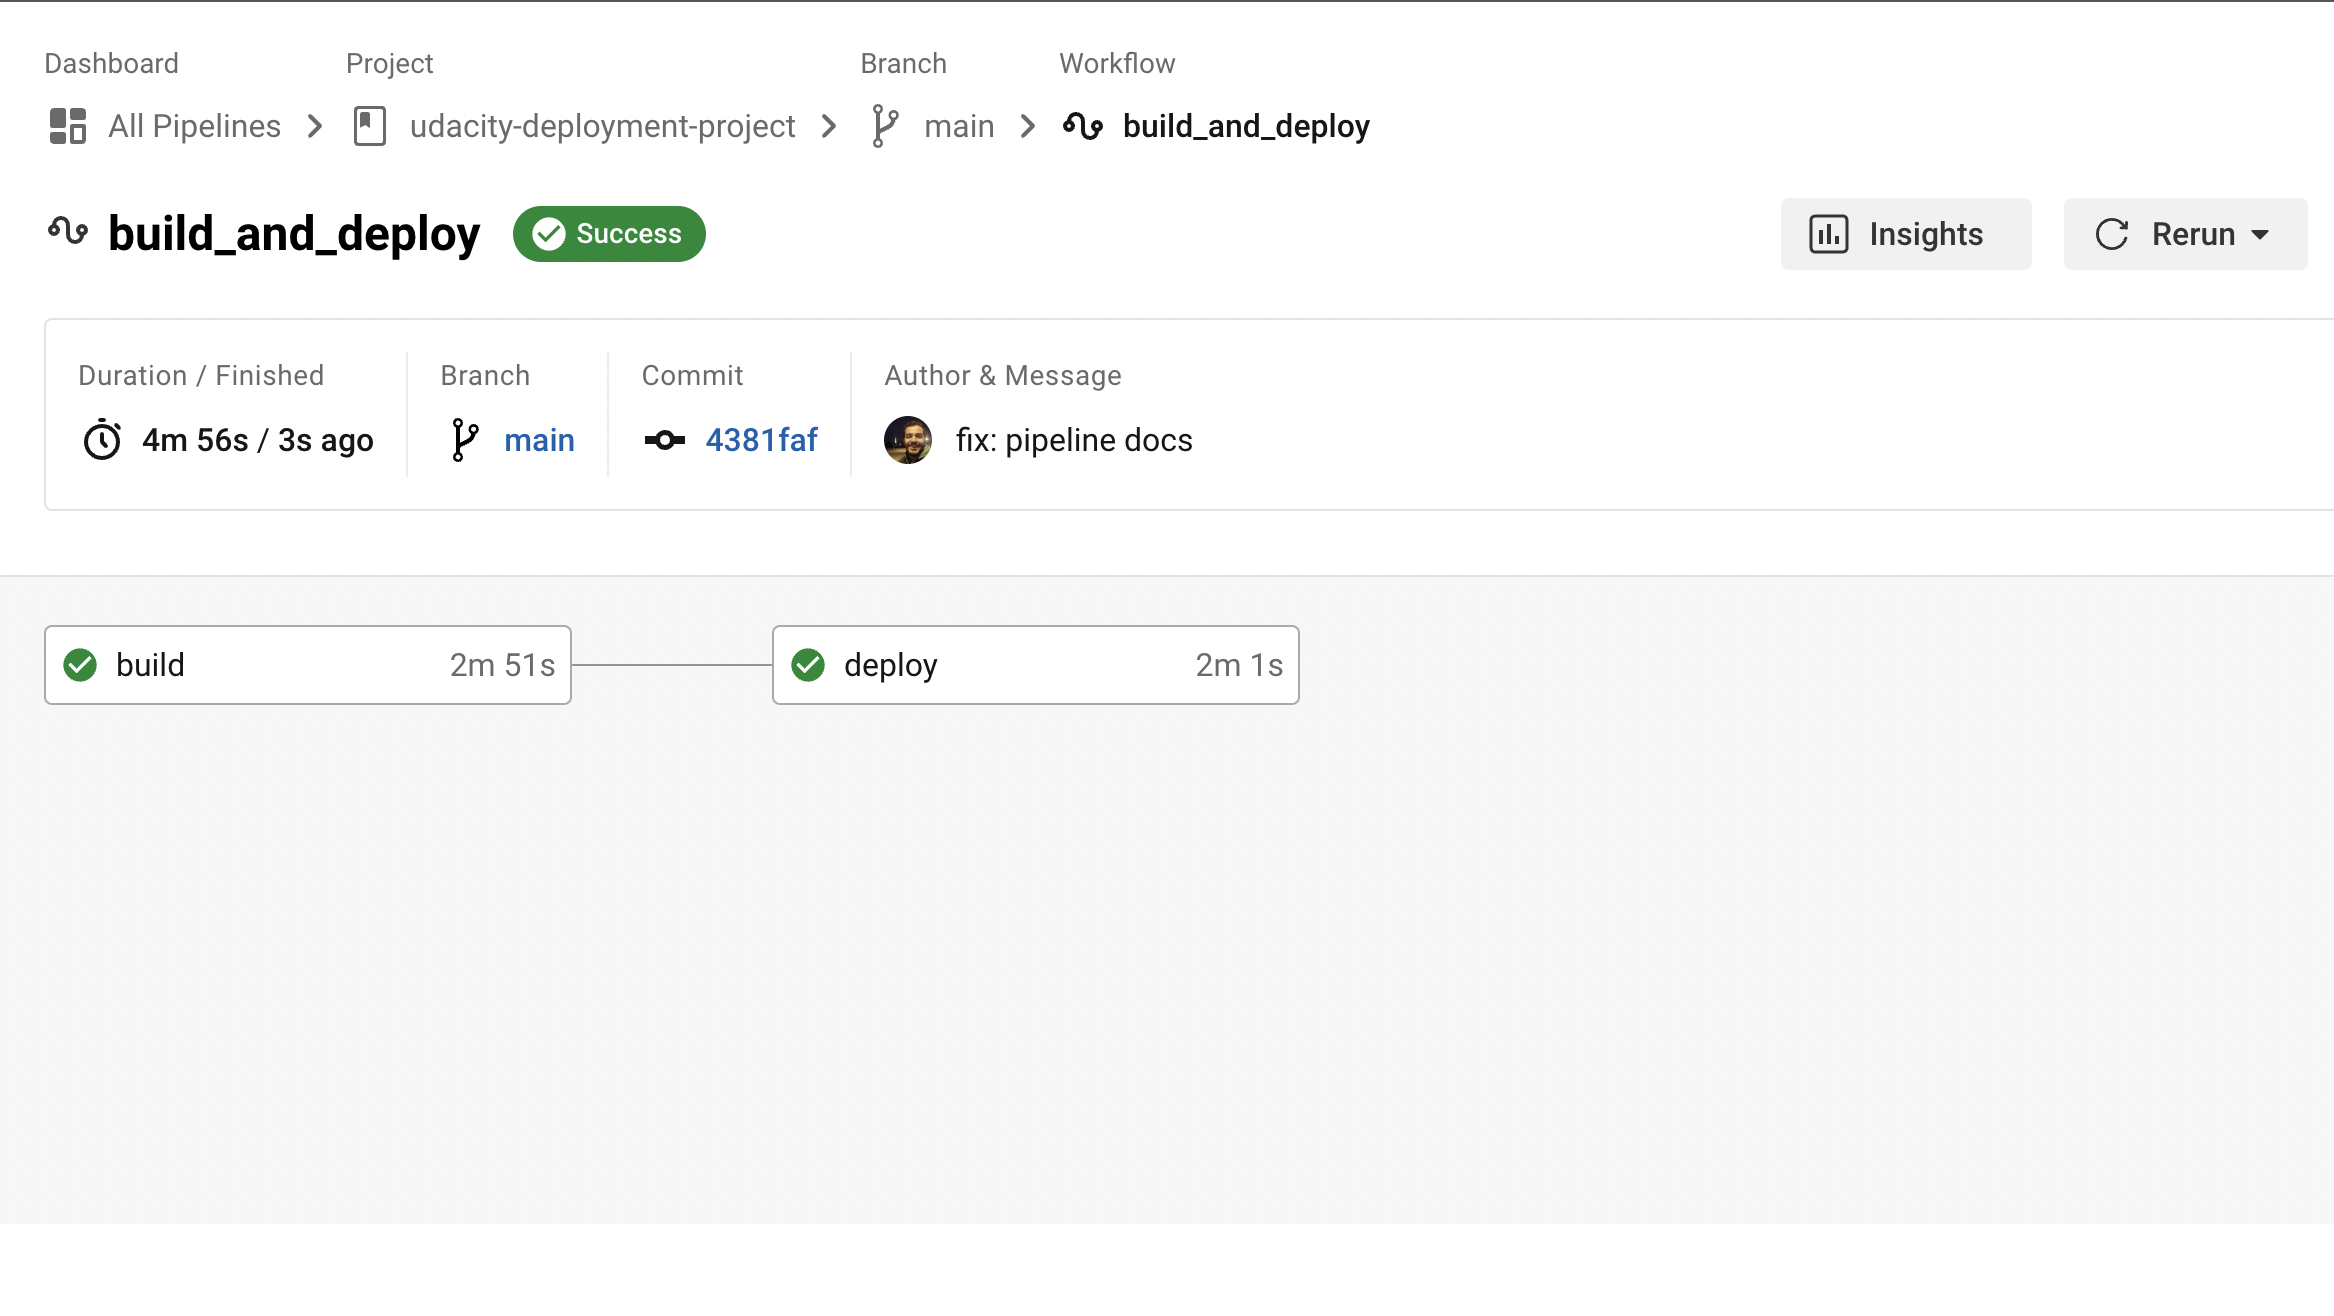 Dashboard Project Branch Workflow
All Pipelines udacity-deployment-project main build_and_deploy
build_and_deploy Success Insights Rerun
Duration / Finished Branch Commit Author & Message
4m 56s / 3s ago main 4381faf fix: pipeline docs
build 2m 51s deploy 2m 1s